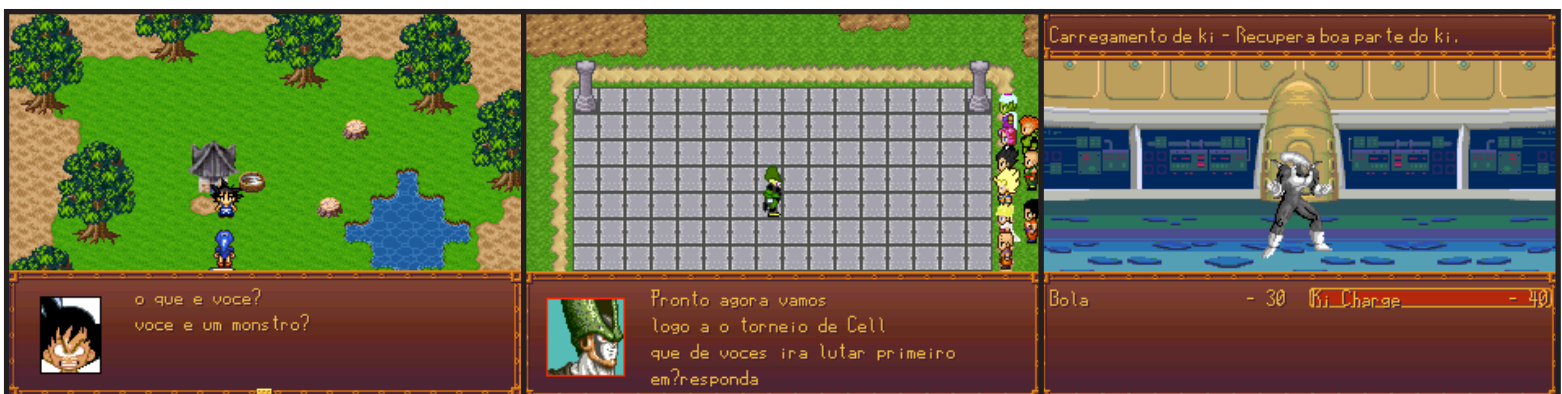 o que e voce?
voce e um monstro?
Pronto agora vamos
logo a o torneio de Cell
que de voces ira lutar primeiro
em?responda
Carregamento de ki - Recupera boa parte do ki.
Bola - 30 Ki Charge - 40